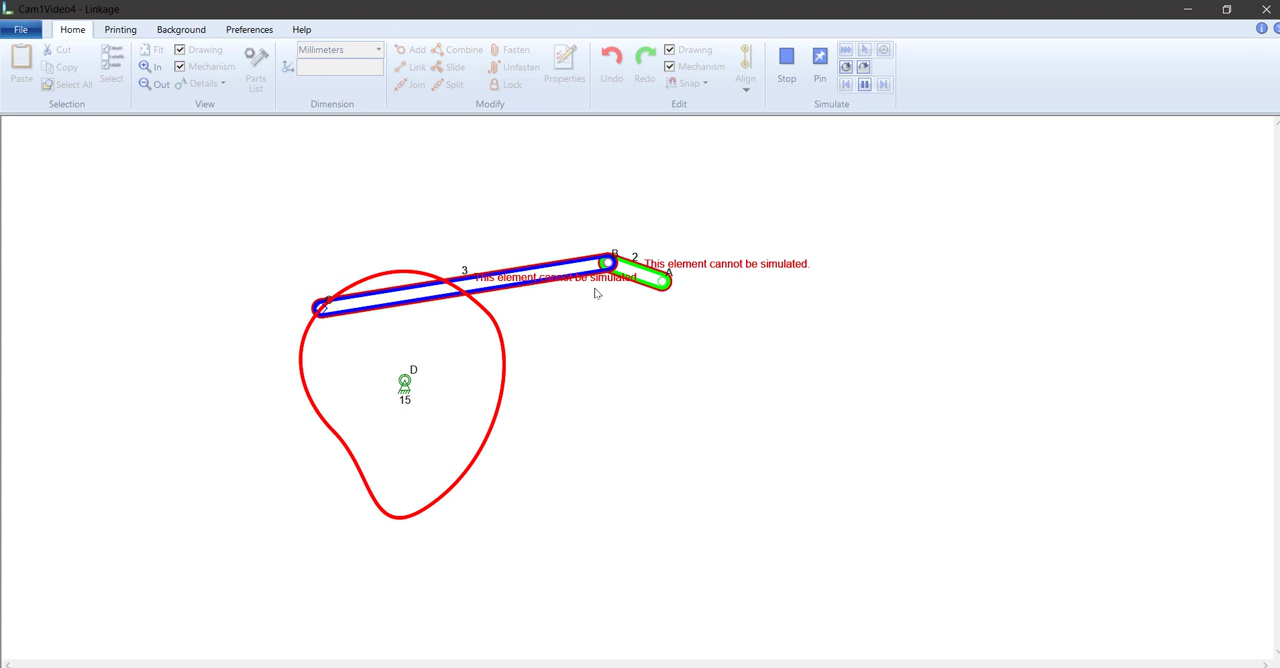 Cam1Video4 - Linkage
File Home Printing Background Preferences Help
Paste Cut Copy Select All Select
Selection
Fit In Out Drawing Mechanism Details Parts List
View
Millimeters
Dimension
Add Combine Fasten
Link Slide Unfasten
Join Split Lock
Properties
Modify
Undo Redo Drawing Mechanism Snap Align
Edit
Stop Pin
Simulate
B
2
This element cannot be simulated.
A
3
This element cannot be simulated.
D
15